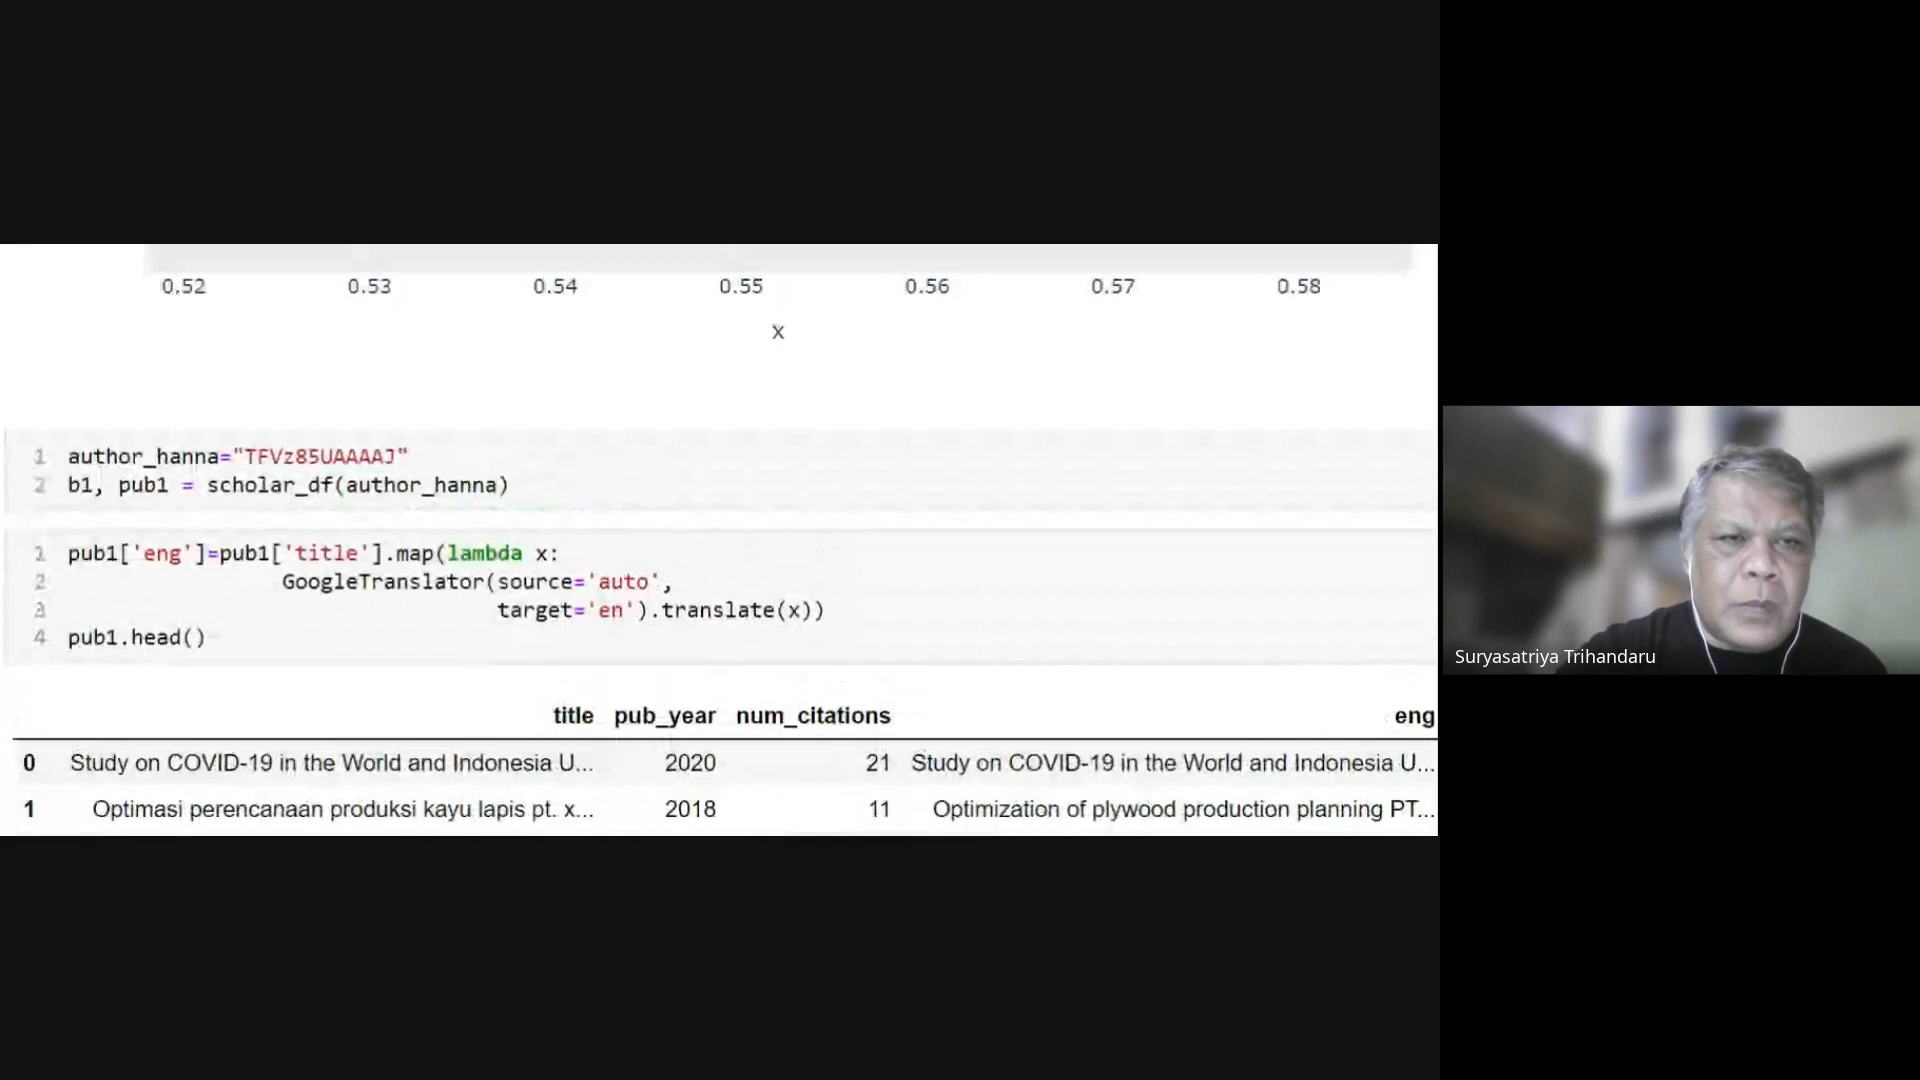 0.52 0.53 0.54 0.55 0.56 0.57 0.58
x
1 author_hanna="TFVz85UAAAAJ"
2 b1, pub1 = scholar_df(author_hanna)
1 pub1['eng']=pub1['title'].map(lambda x:
2 GoogleTranslator(source='auto',
3 target='en').translate(x))
4 pub1.head()
title pub_year num_citations eng
0 Study on COVID-19 in the World and Indonesia U... 2020 21 Study on COVID-19 in the World and Indonesia U...
1 Optimasi perencanaan produksi kayu lapis pt. x... 2018 11 Optimization of plywood production planning PT...
Suryasatriya Trihandaru